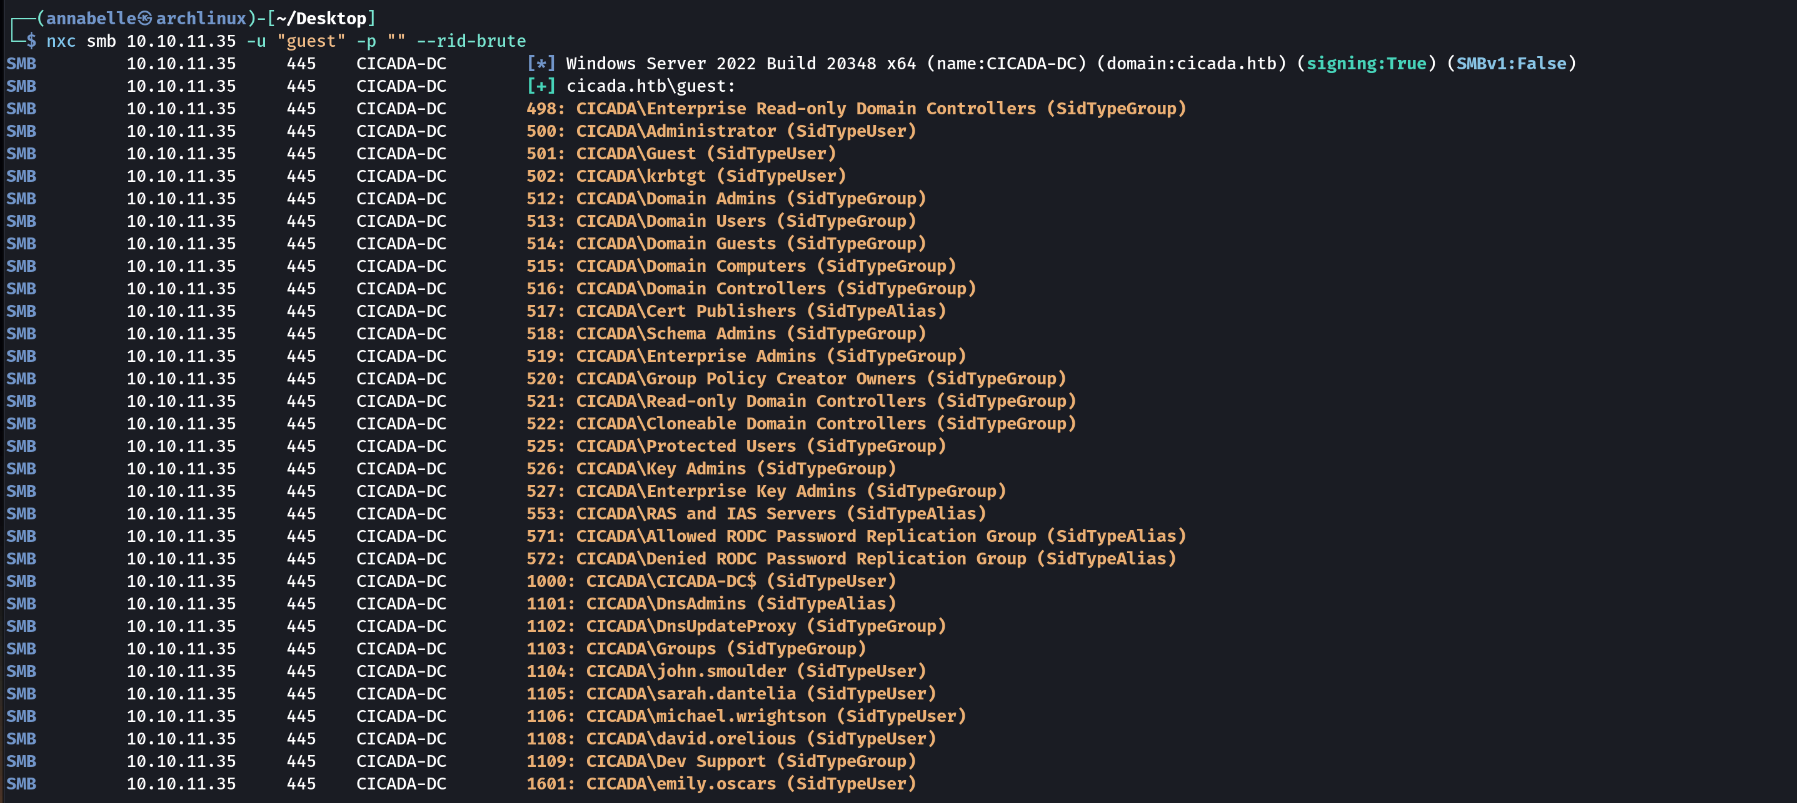 ┌──(annabelle㉿archlinux)-[~/Desktop]
└─$ nxc smb 10.10.11.35 -u "guest" -p "" --rid-brute
SMB 10.10.11.35 445 CICADA-DC [*] Windows Server 2022 Build 20348 x64 (name:CICADA-DC) (domain:cicada.htb) (signing:True) (SMBv1:False)
SMB 10.10.11.35 445 CICADA-DC [+] cicada.htb\guest:
SMB 10.10.11.35 445 CICADA-DC 498: CICADA\Enterprise Read-only Domain Controllers (SidTypeGroup)
SMB 10.10.11.35 445 CICADA-DC 500: CICADA\Administrator (SidTypeUser)
SMB 10.10.11.35 445 CICADA-DC 501: CICADA\Guest (SidTypeUser)
SMB 10.10.11.35 445 CICADA-DC 502: CICADA\krbtgt (SidTypeUser)
SMB 10.10.11.35 445 CICADA-DC 512: CICADA\Domain Admins (SidTypeGroup)
SMB 10.10.11.35 445 CICADA-DC 513: CICADA\Domain Users (SidTypeGroup)
SMB 10.10.11.35 445 CICADA-DC 514: CICADA\Domain Guests (SidTypeGroup)
SMB 10.10.11.35 445 CICADA-DC 515: CICADA\Domain Computers (SidTypeGroup)
SMB 10.10.11.35 445 CICADA-DC 516: CICADA\Domain Controllers (SidTypeGroup)
SMB 10.10.11.35 445 CICADA-DC 517: CICADA\Cert Publishers (SidTypeAlias)
SMB 10.10.11.35 445 CICADA-DC 518: CICADA\Schema Admins (SidTypeGroup)
SMB 10.10.11.35 445 CICADA-DC 519: CICADA\Enterprise Admins (SidTypeGroup)
SMB 10.10.11.35 445 CICADA-DC 520: CICADA\Group Policy Creator Owners (SidTypeGroup)
SMB 10.10.11.35 445 CICADA-DC 521: CICADA\Read-only Domain Controllers (SidTypeGroup)
SMB 10.10.11.35 445 CICADA-DC 522: CICADA\Cloneable Domain Controllers (SidTypeGroup)
SMB 10.10.11.35 445 CICADA-DC 525: CICADA\Protected Users (SidTypeGroup)
SMB 10.10.11.35 445 CICADA-DC 526: CICADA\Key Admins (SidTypeGroup)
SMB 10.10.11.35 445 CICADA-DC 527: CICADA\Enterprise Key Admins (SidTypeGroup)
SMB 10.10.11.35 445 CICADA-DC 553: CICADA\RAS and IAS Servers (SidTypeAlias)
SMB 10.10.11.35 445 CICADA-DC 571: CICADA\Allowed RODC Password Replication Group (SidTypeAlias)
SMB 10.10.11.35 445 CICADA-DC 572: CICADA\Denied RODC Password Replication Group (SidTypeAlias)
SMB 10.10.11.35 445 CICADA-DC 1000: CICADA\CICADA-DC$ (SidTypeUser)
SMB 10.10.11.35 445 CICADA-DC 1101: CICADA\DnsAdmins (SidTypeAlias)
SMB 10.10.11.35 445 CICADA-DC 1102: CICADA\DnsUpdateProxy (SidTypeGroup)
SMB 10.10.11.35 445 CICADA-DC 1103: CICADA\Groups (SidTypeGroup)
SMB 10.10.11.35 445 CICADA-DC 1104: CICADA\john.smoulder (SidTypeUser)
SMB 10.10.11.35 445 CICADA-DC 1105: CICADA\sarah.dantelia (SidTypeUser)
SMB 10.10.11.35 445 CICADA-DC 1106: CICADA\michael.wrightson (SidTypeUser)
SMB 10.10.11.35 445 CICADA-DC 1108: CICADA\david.orelious (SidTypeUser)
SMB 10.10.11.35 445 CICADA-DC 1109: CICADA\Dev Support (SidTypeGroup)
SMB 10.10.11.35 445 CICADA-DC 1601: CICADA\emily.oscars (SidTypeUser)